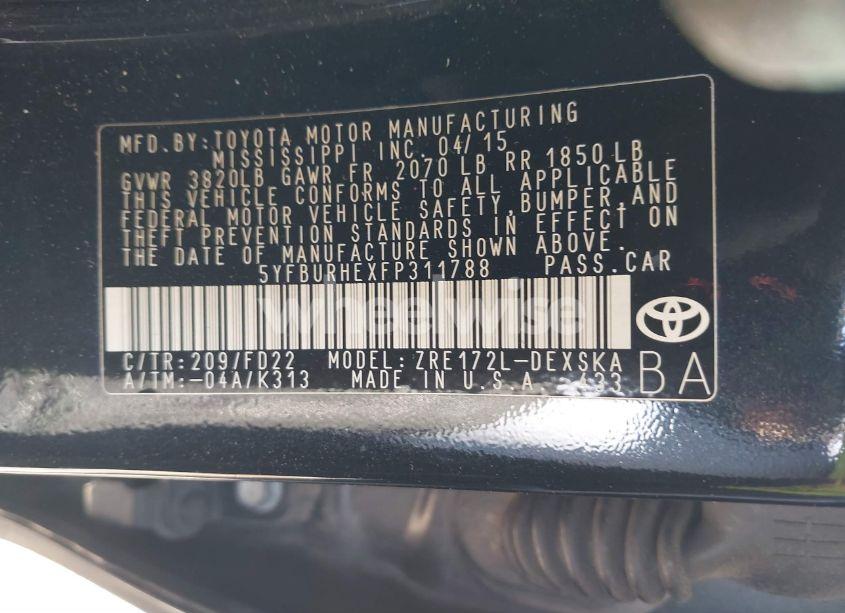 MFD.BY:TOYOTA MOTOR MANUFACTURING
MISSISSIPPI INC. 04/15
GVWR 3820LB GAWR FR 2070 LB RR 1850 LB
THIS VEHICLE CONFORMS TO ALL APPLICABLE
FEDERAL MOTOR VEHICLE SAFETY,BUMPER,AND
THEFT PREVENTION STANDARDS IN EFFECT ON
THE DATE OF MANUFACTURE SHOWN ABOVE.
5YFBURHEXFP311788 PASS.CAR
wheelwise
C/TR:209/FD22 MODEL:ZRE172L-DEXSKA
A/TM:-04A/K313 MADE IN U.S.A. 433
BA